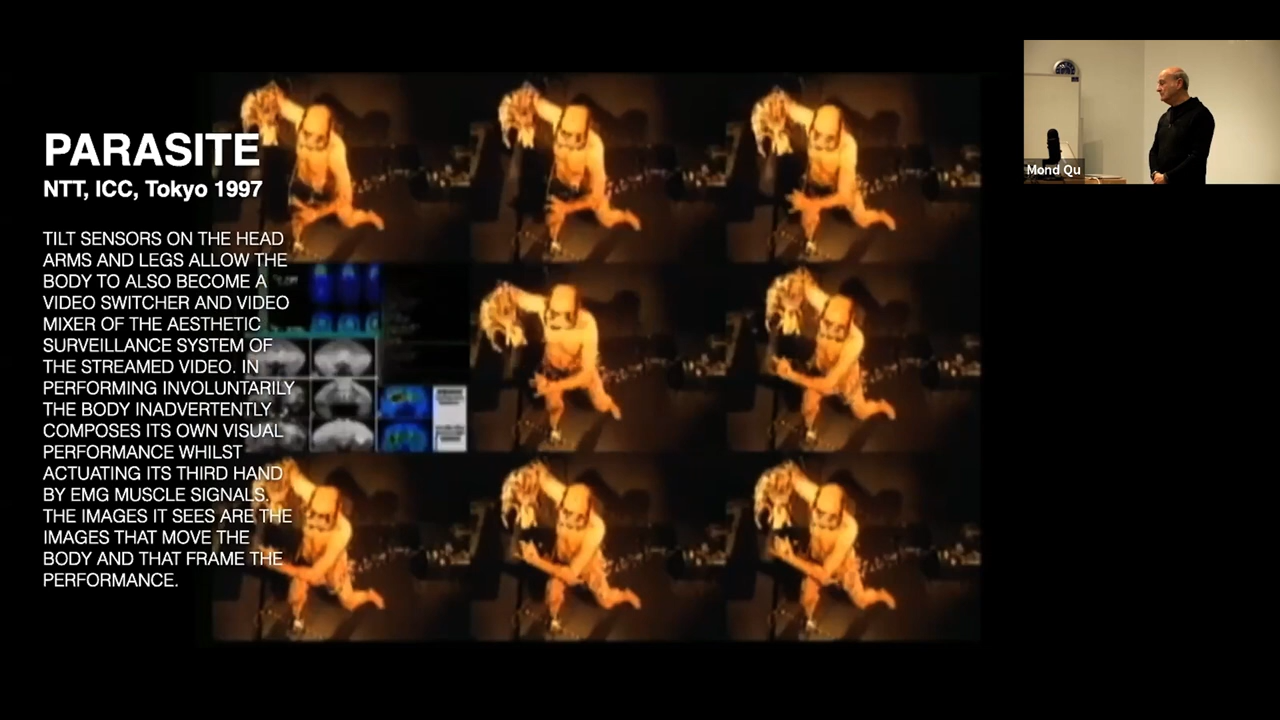 PARASITE
NTT, ICC, Tokyo 1997
TILT SENSORS ON THE HEAD
ARMS AND LEGS ALLOW THE
BODY TO ALSO BECOME A
VIDEO SWITCHER AND VIDEO
MIXER OF THE AESTHETIC
SURVEILLANCE SYSTEM OF
THE STREAMED VIDEO. IN
PERFORMING INVOLUNTARILY
THE BODY INADVERTENTLY
COMPOSES ITS OWN VISUAL
PERFORMANCE WHILST
ACTUATING ITS THIRD HAND
BY EMG MUSCLE SIGNALS.
THE IMAGES IT SEES ARE THE
IMAGES THAT MOVE THE
BODY AND THAT FRAME THE
PERFORMANCE.
Mond Qu